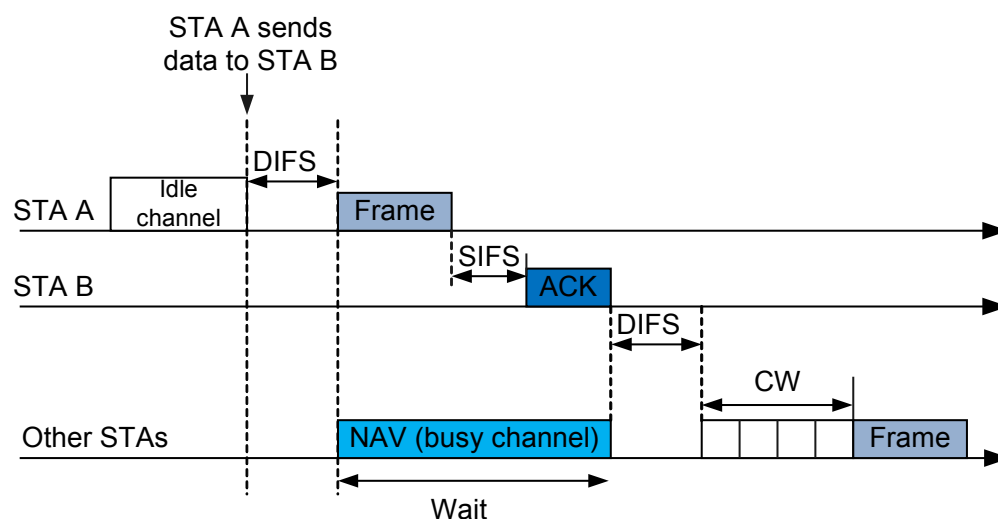 STA A sends
data to STA B
DIFS
Idle
channel
STA A
Frame
SIFS
STA B
ACK
DIFS
CW
Other STAs
NAV (busy channel)
Frame
Wait